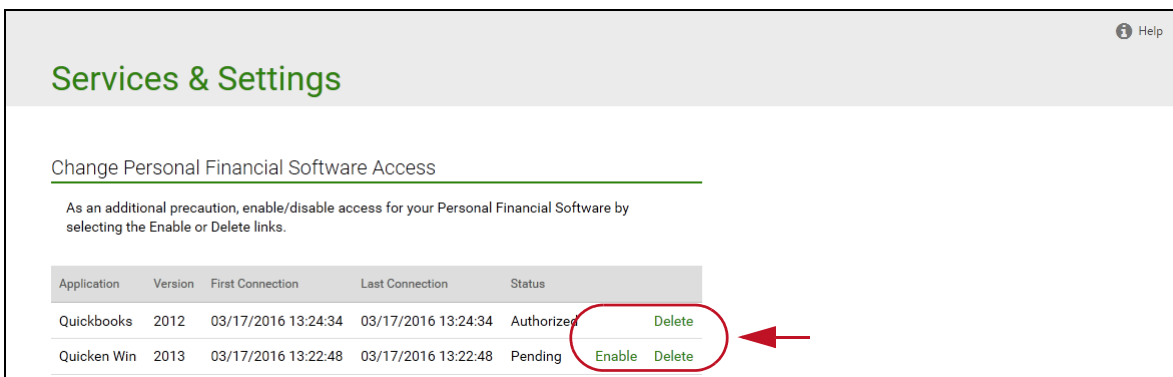 Help
Services & Settings
Change Personal Financial Software Access
As an additional precaution, enable/disable access for your Personal Financial Software by
selecting the Enable or Delete links.
Application Version First Connection Last Connection Status
Quickbooks 2012 03/17/2016 13:24:34 03/17/2016 13:24:34 Authorized Delete
Quicken Win 2013 03/17/2016 13:22:48 03/17/2016 13:22:48 Pending Enable Delete